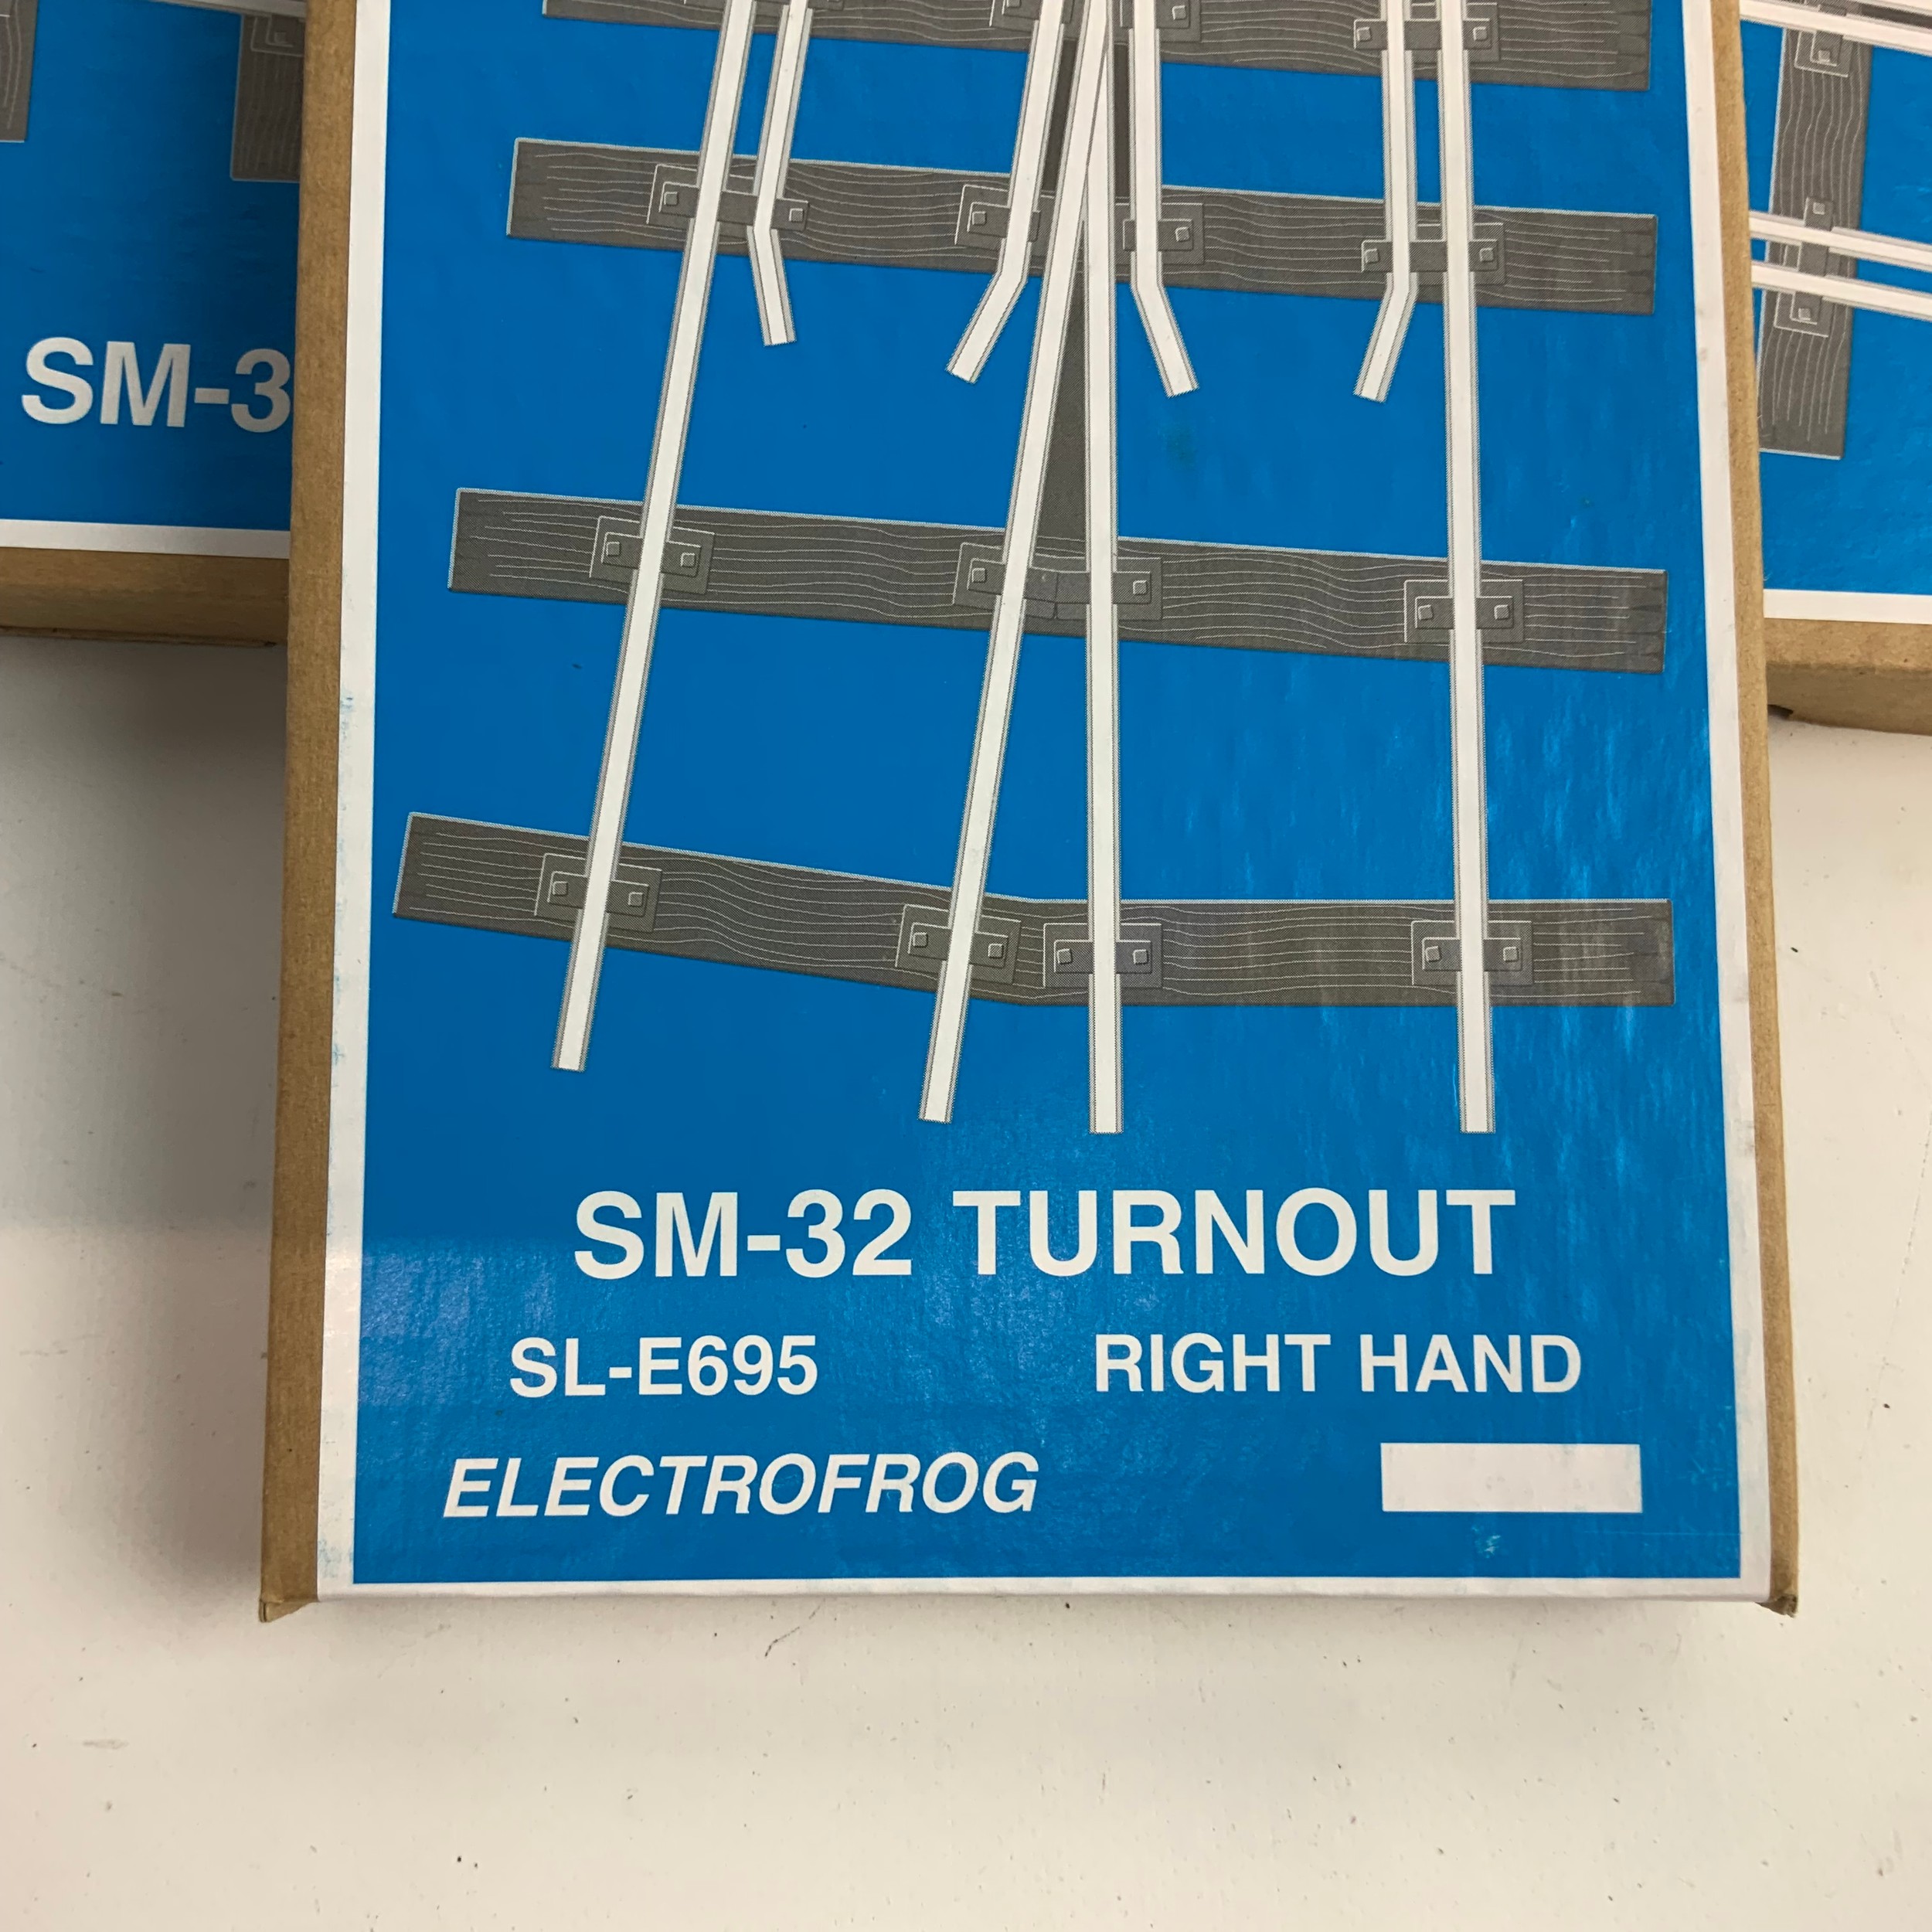 SM-3
SM-32 TURNOUT
SL-E695 RIGHT HAND
ELECTROFROG